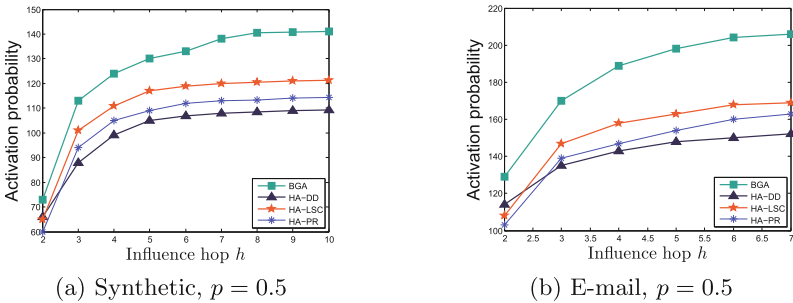 150
140
130
120
110
100
90
80
70
60
2 3 4 5 6 7 8 9 10
Activation probability
Influence hop h
BGA
HA-DD
HA-LSC
HA-PR
(a) Synthetic, p = 0.5
220
200
180
160
140
120
100
2 2.5 3 3.5 4 4.5 5 5.5 6 6.5 7
Activation probability
Influence hop h
BGA
HA-DD
HA-LSC
HA-PR
(b) E-mail, p = 0.5